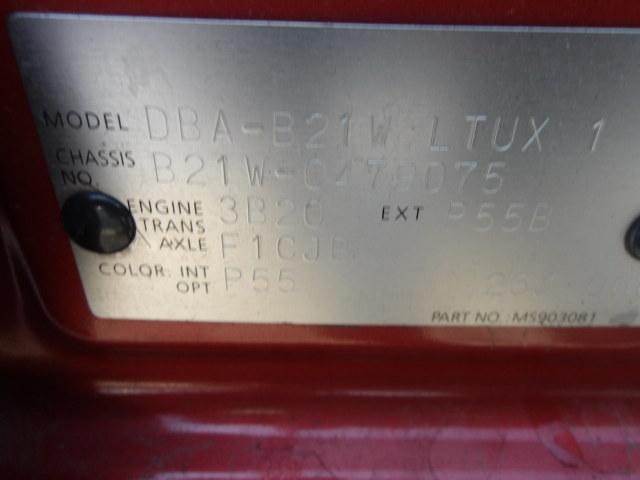 MODEL DBA-B21W LTUX 1
CHASSIS NO. B21W-0479075
ENGINE 3B20 EXT P55B
TRANS AXLE F1CJB
COLOR. INT OPT P55
PART NO.:MS903081